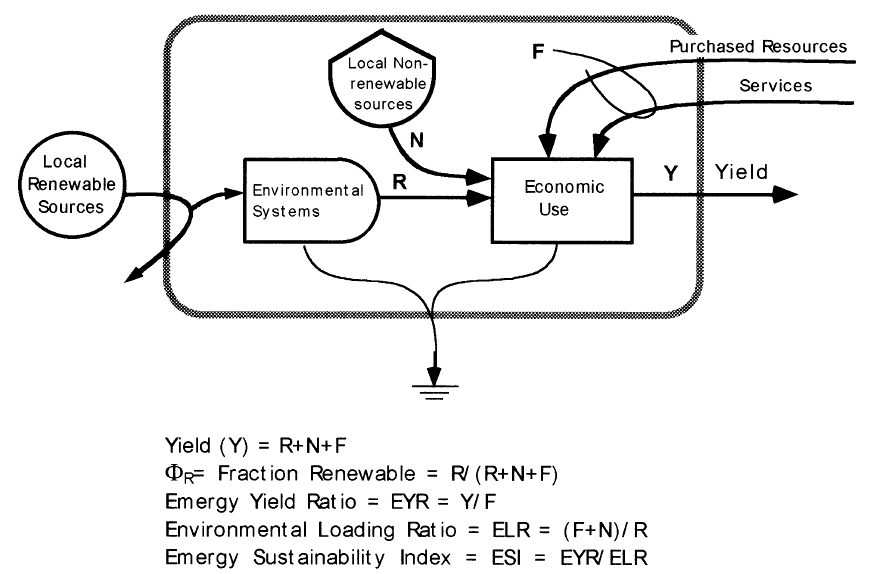 Local Non-
renewable
sources
F
Purchased Resources
Services
N
Local
Renewable
Sources
Environmental
Systems
R
Economic
Use
Y
Yield
Yield (Y) = R+N+F
ΦR= Fraction Renewable = R/(R+N+F)
Emergy Yield Ratio = EYR = Y/F
Environmental Loading Ratio = ELR = (F+N)/R
Emergy Sustainability Index = ESI = EYR/ELR